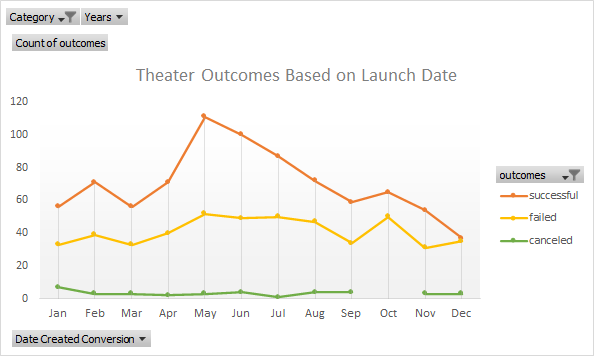 Category Years
Count of outcomes
Theater Outcomes Based on Launch Date
120
100
80
60
40
20
0
Jan Feb Mar Apr May Jun Jul Aug Sep Oct Nov Dec
outcomes
successful
failed
canceled
Date Created Conversion